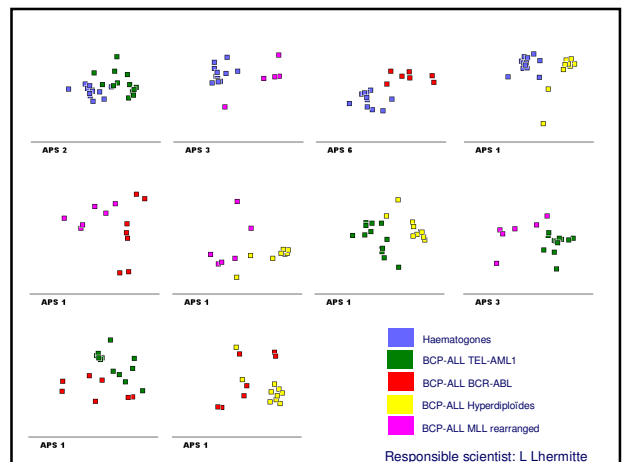 APS 2
APS 3
APS 6
APS 1
APS 1
APS 1
APS 1
APS 3
APS 1
APS 1
Haematogones
BCP-ALL TEL-AML1
BCP-ALL BCR-ABL
BCP-ALL Hyperdiploïdes
BCP-ALL MLL rearranged
Responsible scientist: L Lhermitte